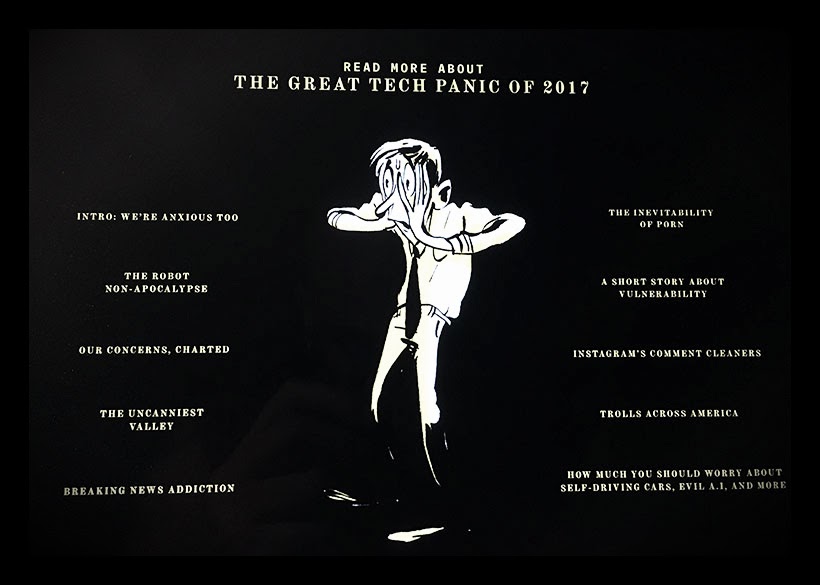 READ MORE ABOUT
THE GREAT TECH PANIC OF 2017
INTRO: WE'RE ANXIOUS TOO
THE ROBOT
NON-APOCALYPSE
OUR CONCERNS, CHARTED
THE UNCANNIEST
VALLEY
BREAKING NEWS ADDICTION
THE INEVITABILITY
OF PORN
A SHORT STORY ABOUT
VULNERABILITY
INSTAGRAM'S COMMENT CLEANERS
TROLLS ACROSS AMERICA
HOW MUCH YOU SHOULD WORRY ABOUT
SELF-DRIVING CARS, EVIL A.I, AND MORE